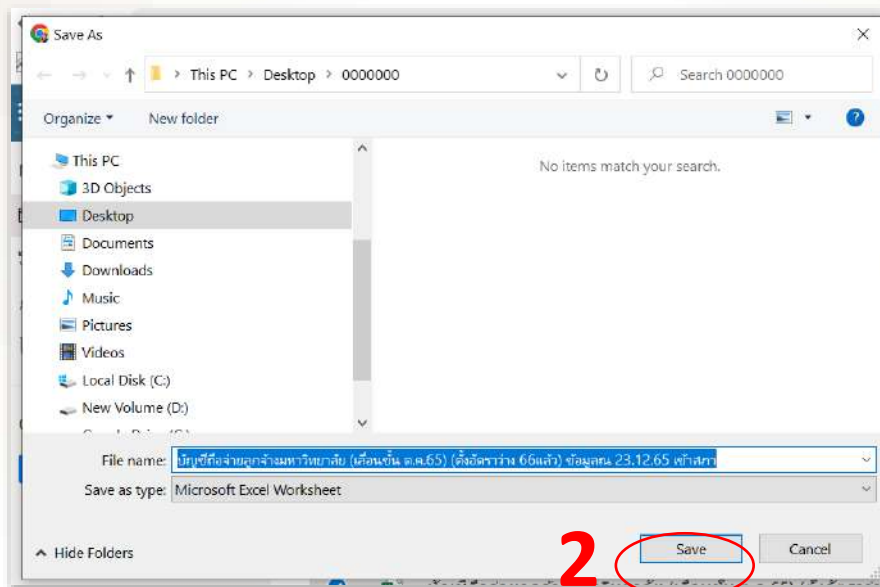 Save As
This PC > Desktop > 0000000
Search 0000000
Organize
New folder
This PC
No items match your search.
3D Objects
Desktop
Documents
Downloads
Music
Pictures
Videos
Local Disk (C:)
New Volume (D:)
File name: บัญชีถือจ่ายลูกจ้างมหาวิทยาลัย (เลื่อนขั้น ต.ค.65) (ตั้งอัตราว่าง 66แล้ว) ข้อมูลณ 23.12.65 เข้าสภา
Save as type: Microsoft Excel Worksheet
Hide Folders
2
Save
Cancel